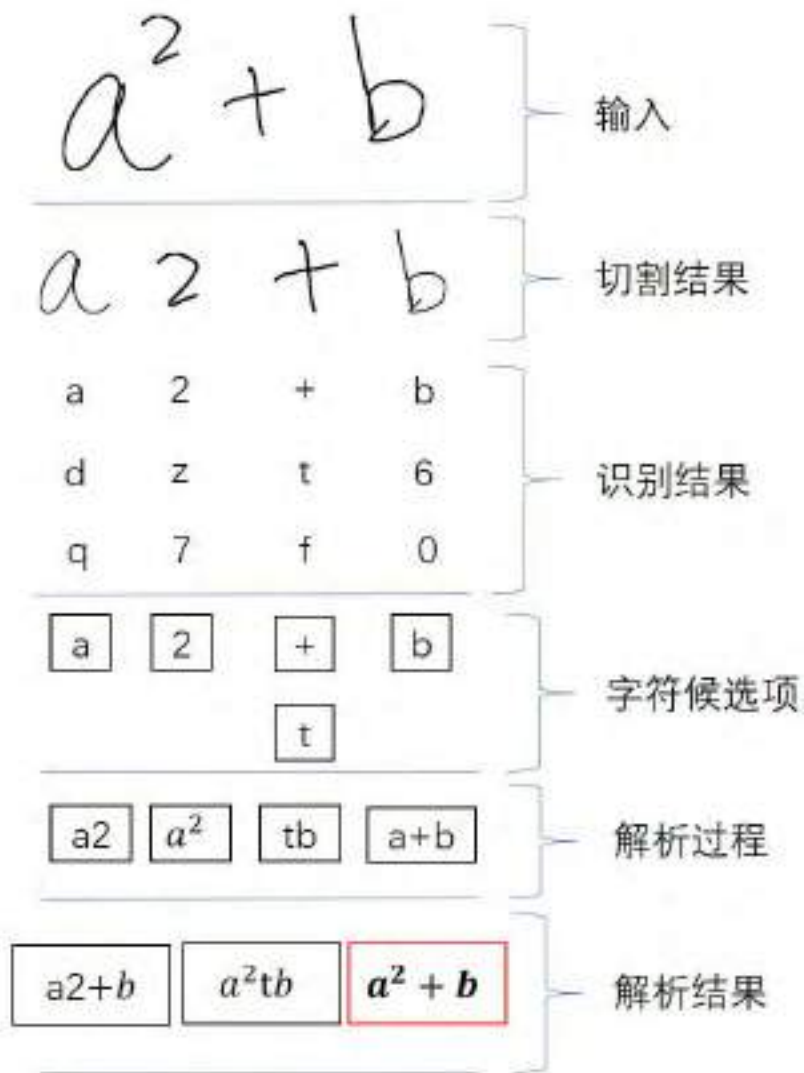 a² + b 输入
a 2 + b 切割结果
a 2 + b
d z t 6 识别结果
q 7 f 0
a 2 + b
t 字符候选项
a2 a² tb a+b 解析过程
a2+b a²tb a² + b 解析结果